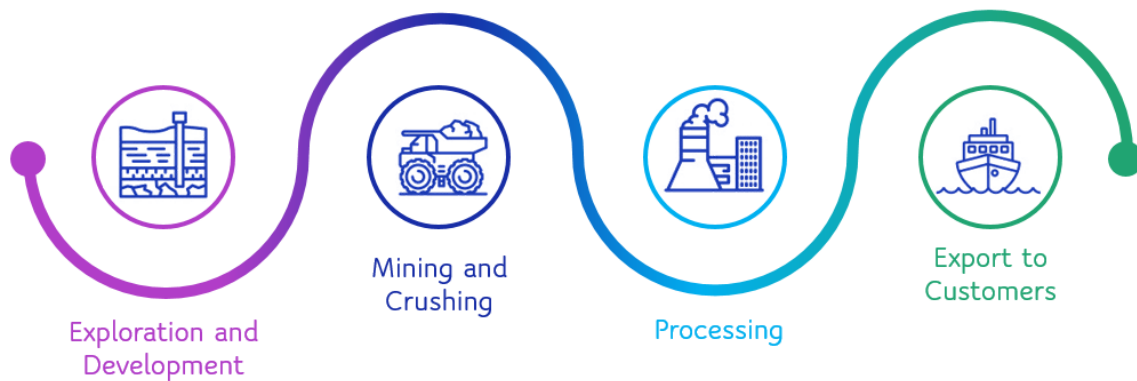 Exploration and
Development
Mining and
Crushing
Processing
Export to
Customers